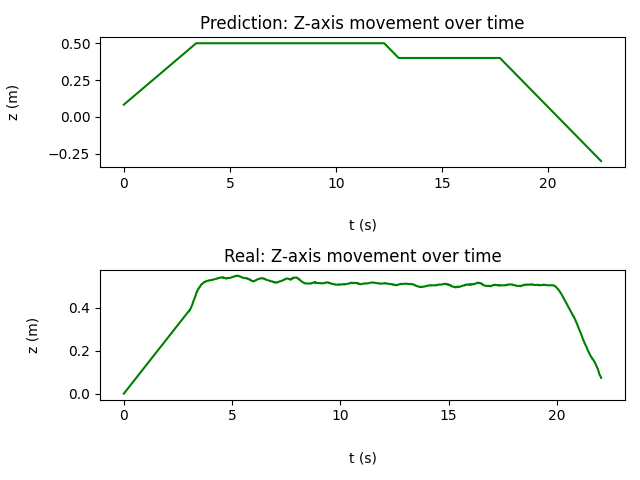 Prediction: Z-axis movement over time
0.50
0.25
0.00
−0.25
z (m)
0 5 10 15 20
t (s)
Real: Z-axis movement over time
0.4
0.2
0.0
z (m)
0 5 10 15 20
t (s)